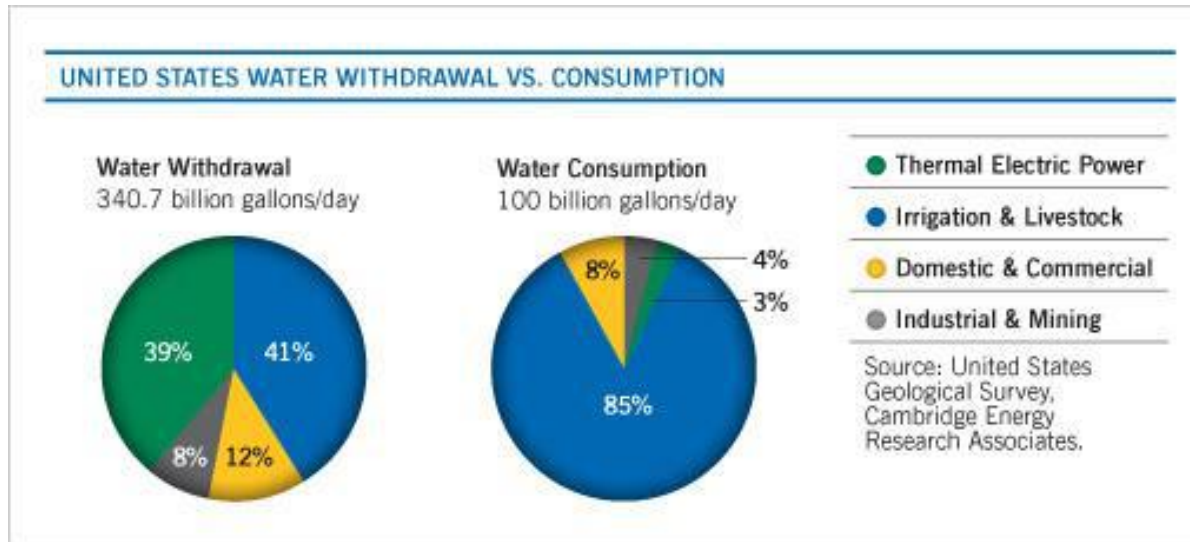 UNITED STATES WATER WITHDRAWAL VS. CONSUMPTION
Water Withdrawal
340.7 billion gallons/day
39%
41%
8%
12%
Water Consumption
100 billion gallons/day
8%
4%
3%
85%
Thermal Electric Power
Irrigation & Livestock
Domestic & Commercial
Industrial & Mining
Source: United States
Geological Survey,
Cambridge Energy
Research Associates.